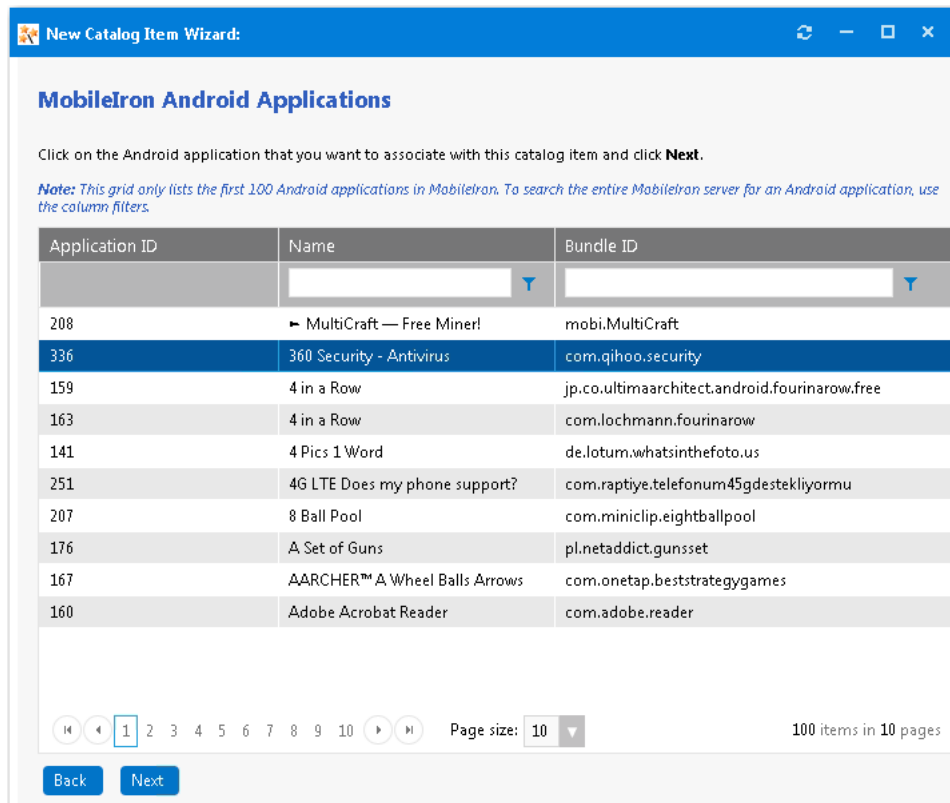 New Catalog Item Wizard:
MobileIron Android Applications
Click on the Android application that you want to associate with this catalog item and click Next.
Note: This grid only lists the first 100 Android applications in MobileIron. To search the entire MobileIron server for an Android application, use
the column filters.
Application ID Name Bundle ID
208 ► MultiCraft — Free Miner! mobi.MultiCraft
336 360 Security - Antivirus com.qihoo.security
159 4 in a Row jp.co.ultimaarchitect.android.fourinarow.free
163 4 in a Row com.lochmann.fourinarow
141 4 Pics 1 Word de.lotum.whatsinthefoto.us
251 4G LTE Does my phone support? com.raptiye.telefonum45gdestekliyormu
207 8 Ball Pool com.miniclip.eightballpool
176 A Set of Guns pl.netaddict.gunsset
167 AARCHER™ A Wheel Balls Arrows com.onetap.beststrategygames
160 Adobe Acrobat Reader com.adobe.reader
1 2 3 4 5 6 7 8 9 10 Page size: 10 100 items in 10 pages
Back Next